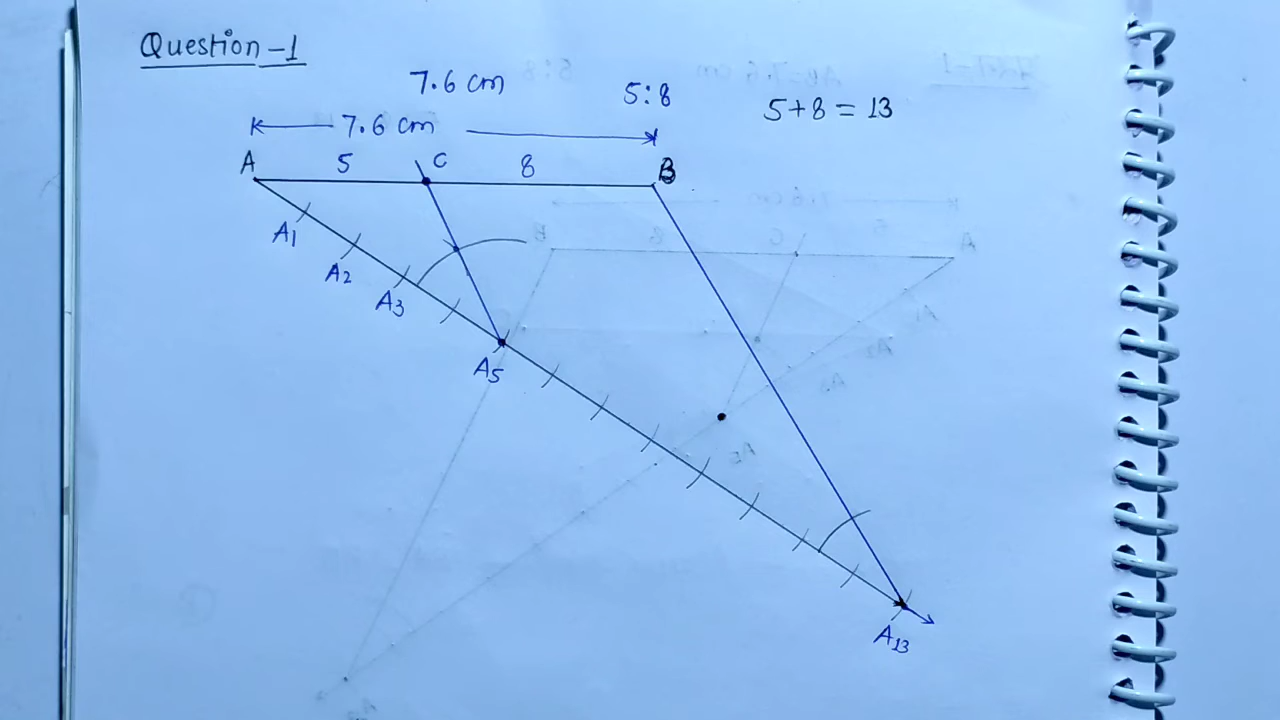 Question-1
7.6 cm
5:8
5+8 = 13
7.6 cm
A 5 C 8 B
A1
A2
A3
A5
A13